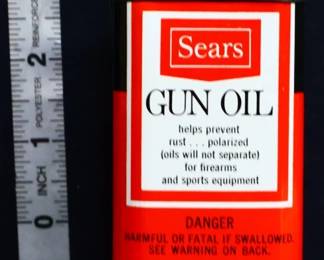 Sears
GUN OIL
helps prevent
rust . . . polarized
(oils will not separate)
for firearms
and sports equipment
DANGER
HARMFUL OR FATAL IF SWALLOWED.
SEE WARNING ON BACK.
0 INCH 1 POLYESTER 2 REINFORC